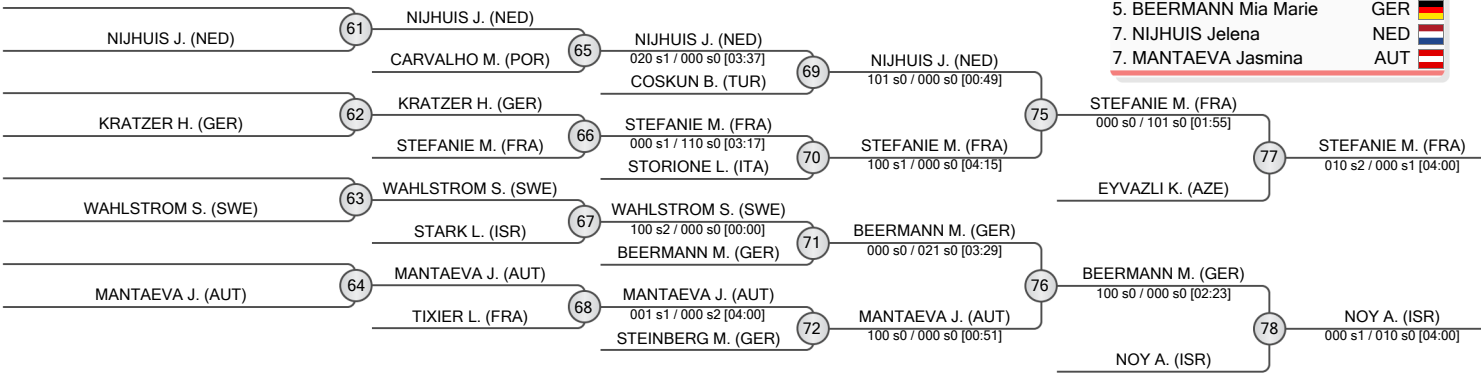 5. BEERMANN Mia Marie GER
7. NIJHUIS Jelena NED
7. MANTAEVA Jasmina AUT
NIJHUIS J. (NED)
61
NIJHUIS J. (NED)
CARVALHO M. (POR)
65
NIJHUIS J. (NED)
020 s1 / 000 s0 [03:37]
COSKUN B. (TUR)
69
NIJHUIS J. (NED)
101 s0 / 000 s0 [00:49]
KRATZER H. (GER)
62
KRATZER H. (GER)
STEFANIE M. (FRA)
66
STEFANIE M. (FRA)
000 s1 / 110 s0 [03:17]
STORIONE L. (ITA)
70
STEFANIE M. (FRA)
100 s1 / 000 s0 [04:15]
75
STEFANIE M. (FRA)
000 s0 / 101 s0 [01:55]
EYVAZLI K. (AZE)
77
STEFANIE M. (FRA)
010 s2 / 000 s1 [04:00]
WAHLSTROM S. (SWE)
63
WAHLSTROM S. (SWE)
STARK L. (ISR)
67
WAHLSTROM S. (SWE)
100 s2 / 000 s0 [00:00]
BEERMANN M. (GER)
71
BEERMANN M. (GER)
000 s0 / 021 s0 [03:29]
MANTAEVA J. (AUT)
64
MANTAEVA J. (AUT)
TIXIER L. (FRA)
68
MANTAEVA J. (AUT)
001 s1 / 000 s2 [04:00]
STEINBERG M. (GER)
72
MANTAEVA J. (AUT)
100 s0 / 000 s0 [00:51]
76
BEERMANN M. (GER)
100 s0 / 000 s0 [02:23]
NOY A. (ISR)
78
NOY A. (ISR)
000 s1 / 010 s0 [04:00]